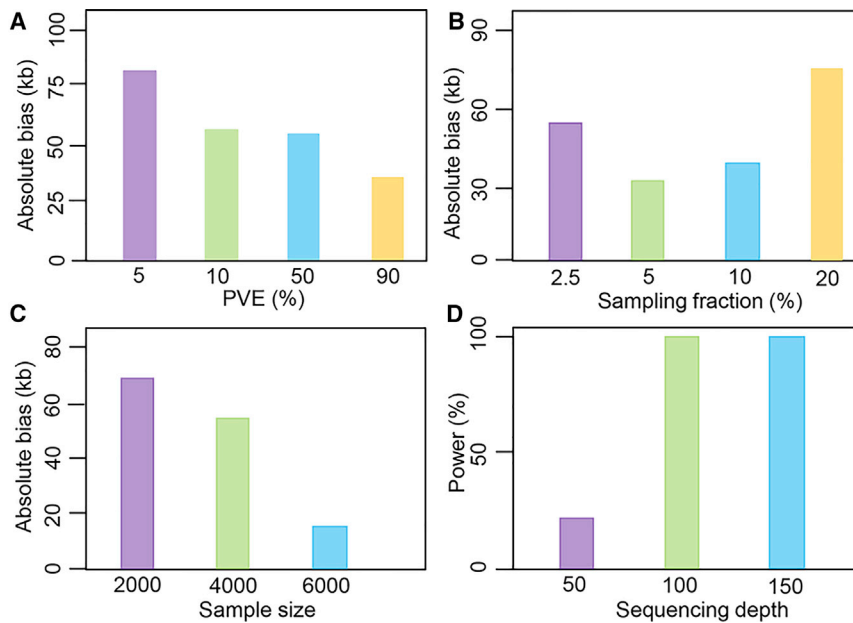 A
Absolute bias (kb)
100
75
50
25
0
5 10 50 90
PVE (%)
B
Absolute bias (kb)
90
60
30
0
2.5 5 10 20
Sampling fraction (%)
C
Absolute bias (kb)
80
60
40
20
0
2000 4000 6000
Sample size
D
Power (%)
100
50
0
50 100 150
Sequencing depth